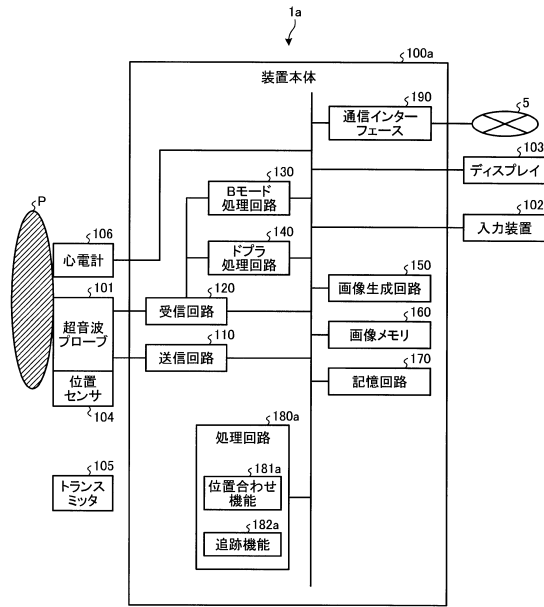 1a
100a
装置本体
190
通信インター
フェース
5
103
ディスプレイ
130
Bモード
処理回路
102
入力装置
P
106
心電計
140
ドプラ
処理回路
150
画像生成回路
101
超音波
プローブ
120
受信回路
160
画像メモリ
110
送信回路
170
記憶回路
位置
センサ
104
180a
処理回路
105
トランス
ミッタ
181a
位置合わせ
機能
182a
追跡機能